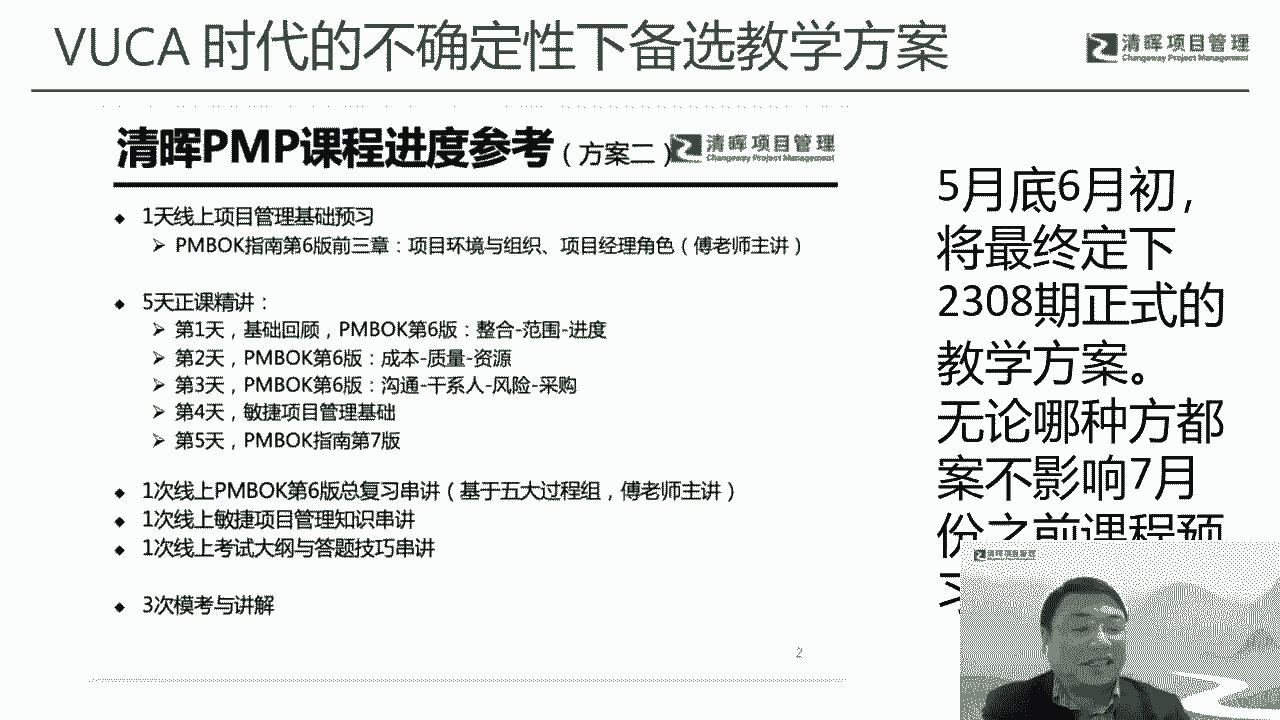 VUCA 时代的不确定性下备选教学方案
清晖项目管理
Changeway Project Management
清晖PMP课程进度参考（方案二）
清晖项目管理
Changeway Project Management
1天线上项目管理基础预习
PMBOK指南第6版前三章：项目环境与组织、项目经理角色（傅老师主讲）
5天正课精讲：
第1天，基础回顾，PMBOK第6版：整合-范围-进度
第2天，PMBOK第6版：成本-质量-资源
第3天，PMBOK第6版：沟通-干系人-风险-采购
第4天，敏捷项目管理基础
第5天，PMBOK指南第7版
1次线上PMBOK第6版总复习串讲（基于五大过程组，傅老师主讲）
1次线上敏捷项目管理知识串讲
1次线上考试大纲与答题技巧串讲
3次模考与讲解
2
5月底6月初，
将最终定下
2308期正式的
教学方案。
无论哪种方都
案不影响7月
份之前课程预
习
清晖项目管理